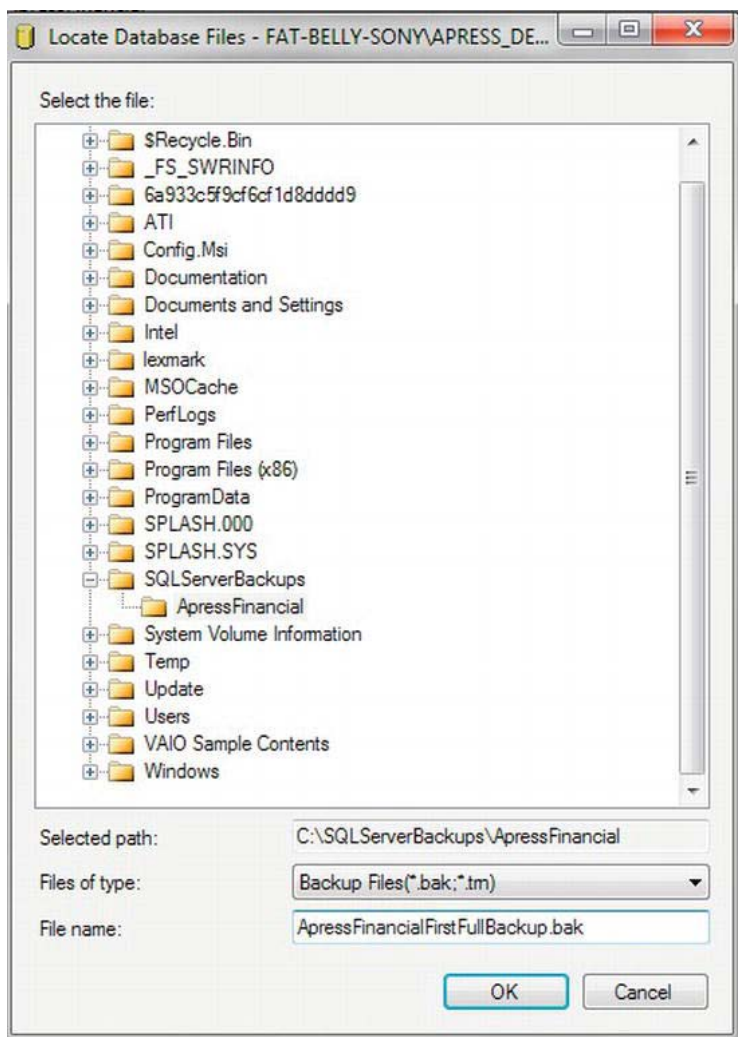 Locate Database Files - FAT-BELLY-SONY\APRESS_DE...
Select the file:
$Recycle.Bin
_FS_SWRINFO
6a933c5f9cf6cf1d8dddd9
ATI
Config.Msi
Documentation
Documents and Settings
Intel
lexmark
MSOCache
PerfLogs
Program Files
Program Files (x86)
ProgramData
SPLASH.000
SPLASH.SYS
SQLServerBackups
ApressFinancial
System Volume Information
Temp
Update
Users
VAIO Sample Contents
Windows
Selected path: C:\SQLServerBackups\ApressFinancial
Files of type: Backup Files(*.bak;*.trn)
File name: ApressFinancialFirstFullBackup.bak
OK Cancel